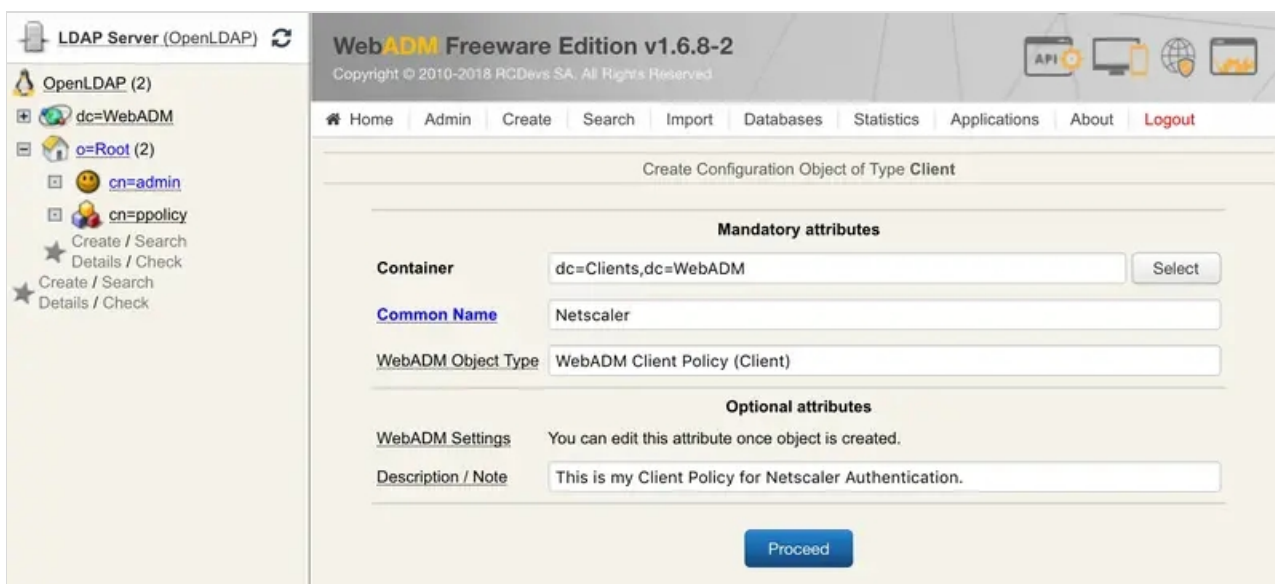 LDAP Server (OpenLDAP)
OpenLDAP (2)
dc=WebADM
o=Root (2)
cn=admin
cn=ppolicy
Create / Search
Details / Check
Create / Search
Details / Check
WebADM Freeware Edition v1.6.8-2
Copyright © 2010-2018 RCDevs SA. All Rights Reserved
API
Home Admin Create Search Import Databases Statistics Applications About Logout
Create Configuration Object of Type Client
Mandatory attributes
Container dc=Clients,dc=WebADM Select
Common Name Netscaler
WebADM Object Type WebADM Client Policy (Client)
Optional attributes
WebADM Settings You can edit this attribute once object is created.
Description / Note This is my Client Policy for Netscaler Authentication.
Proceed